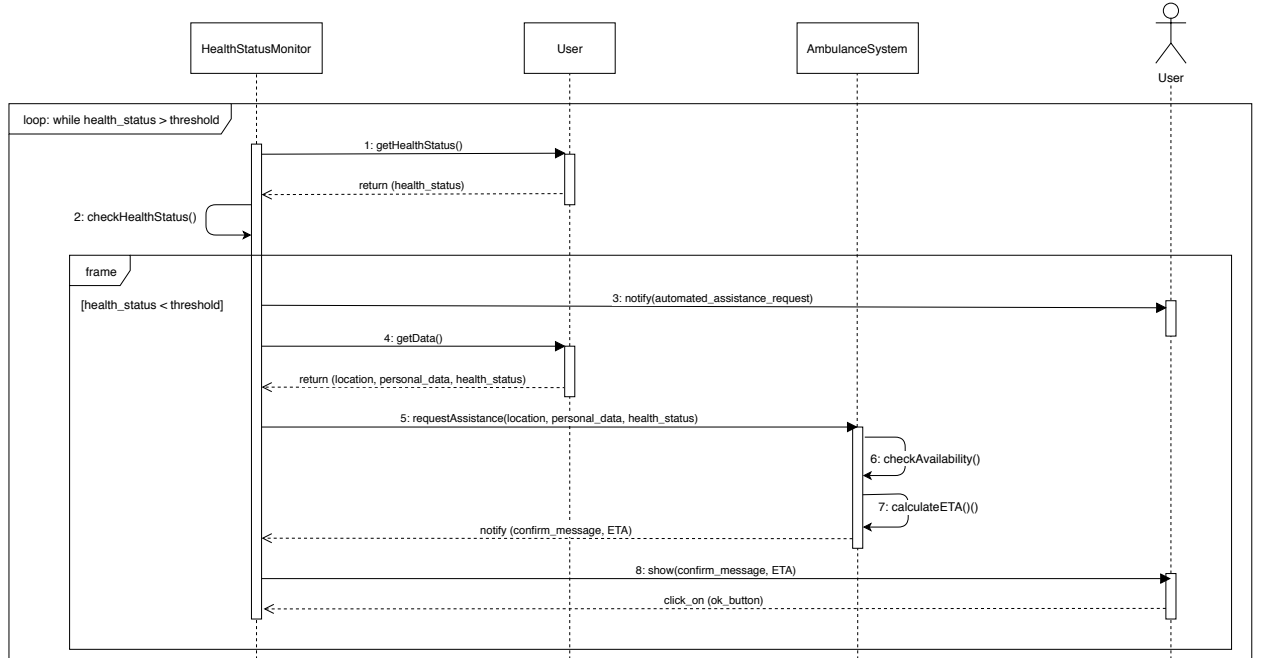 HealthStatusMonitor
User
AmbulanceSystem
User
loop: while health_status > threshold
1: getHealthStatus()
return (health_status)
2: checkHealthStatus()
frame
[health_status < threshold]
3: notify(automated_assistance_request)
4: getData()
return (location, personal_data, health_status)
5: requestAssistance(location, personal_data, health_status)
6: checkAvailability()
7: calculateETA()()
notify (confirm_message, ETA)
8: show(confirm_message, ETA)
click_on (ok_button)